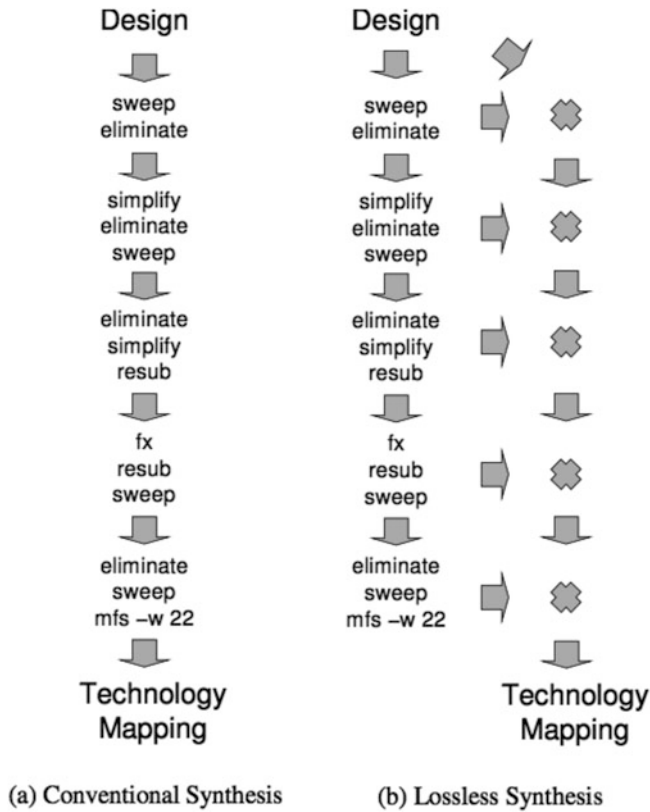 Design
sweep
eliminate
simplify
eliminate
sweep
eliminate
simplify
resub
fx
resub
sweep
eliminate
sweep
mfs –w 22
Technology
Mapping
(a) Conventional Synthesis
Design
sweep
eliminate
simplify
eliminate
sweep
eliminate
simplify
resub
fx
resub
sweep
eliminate
sweep
mfs –w 22
Technology
Mapping
(b) Lossless Synthesis